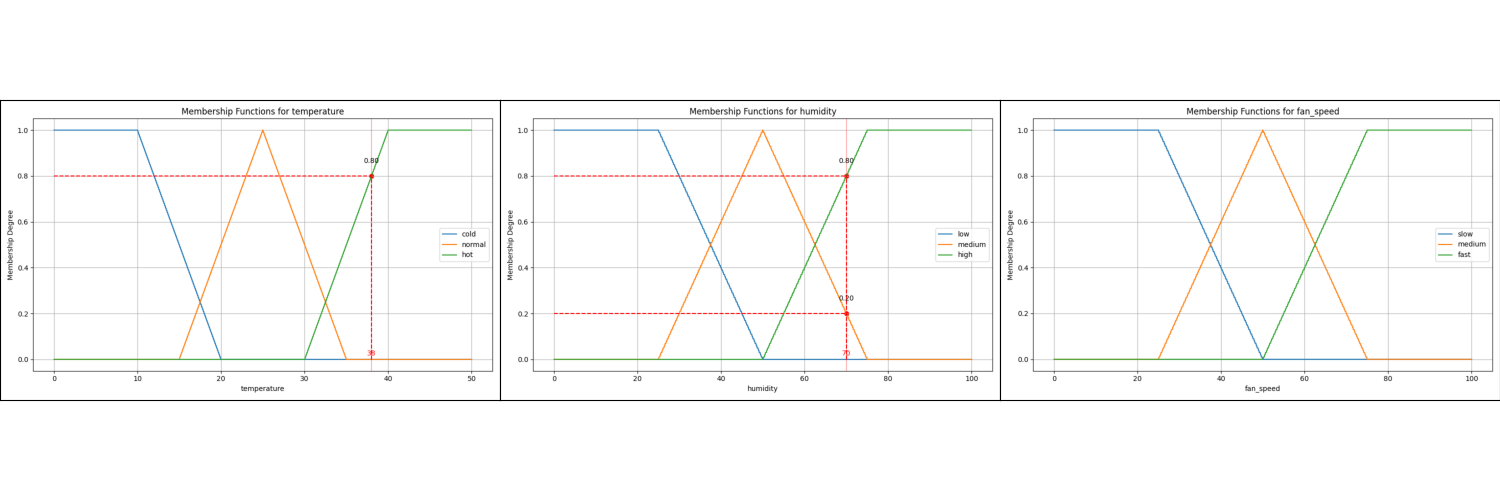 Membership Functions for temperature
1.0
0.8
0.6
0.4
0.2
0.0
Membership Degree
0.80
38
cold
normal
hot
0 10 20 30 40 50
temperature
Membership Functions for humidity
1.0
0.8
0.6
0.4
0.2
0.0
Membership Degree
0.80
0.20
70
low
medium
high
0 20 40 60 80 100
humidity
Membership Functions for fan_speed
1.0
0.8
0.6
0.4
0.2
0.0
Membership Degree
slow
medium
fast
0 20 40 60 80 100
fan_speed